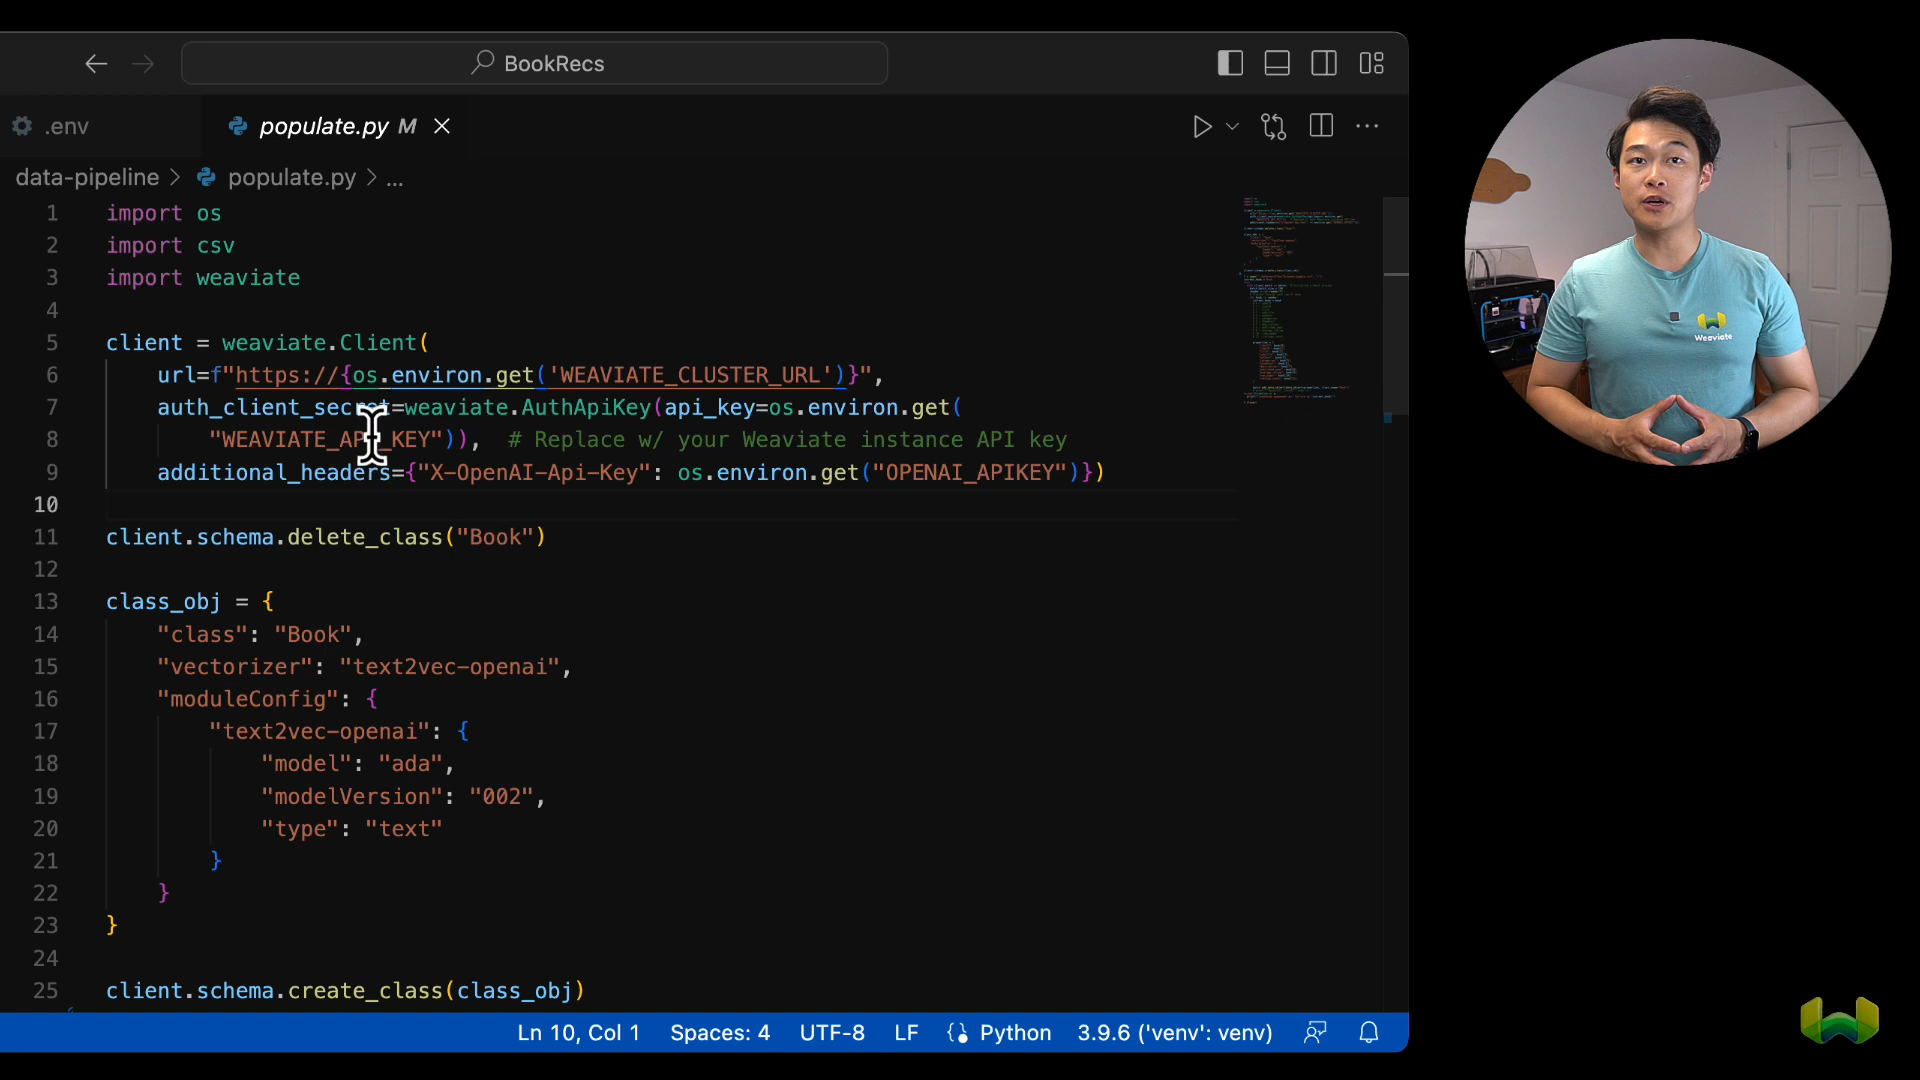 BookRecs
.env
populate.py M
data-pipeline > populate.py > ...
1 import os
2 import csv
3 import weaviate
4
5 client = weaviate.Client(
6 url=f"https://{os.environ.get('WEAVIATE_CLUSTER_URL')}",
7 auth_client_secret=weaviate.AuthApiKey(api_key=os.environ.get(
8 "WEAVIATE_API_KEY")), # Replace w/ your Weaviate instance API key
9 additional_headers={"X-OpenAI-Api-Key": os.environ.get("OPENAI_APIKEY")})
10
11 client.schema.delete_class("Book")
12
13 class_obj = {
14 "class": "Book",
15 "vectorizer": "text2vec-openai",
16 "moduleConfig": {
17 "text2vec-openai": {
18 "model": "ada",
19 "modelVersion": "002",
20 "type": "text"
21 }
22 }
23 }
24
25 client.schema.create_class(class_obj)
Ln 10, Col 1 Spaces: 4 UTF-8 LF Python 3.9.6 ('venv': venv)
Weaviate